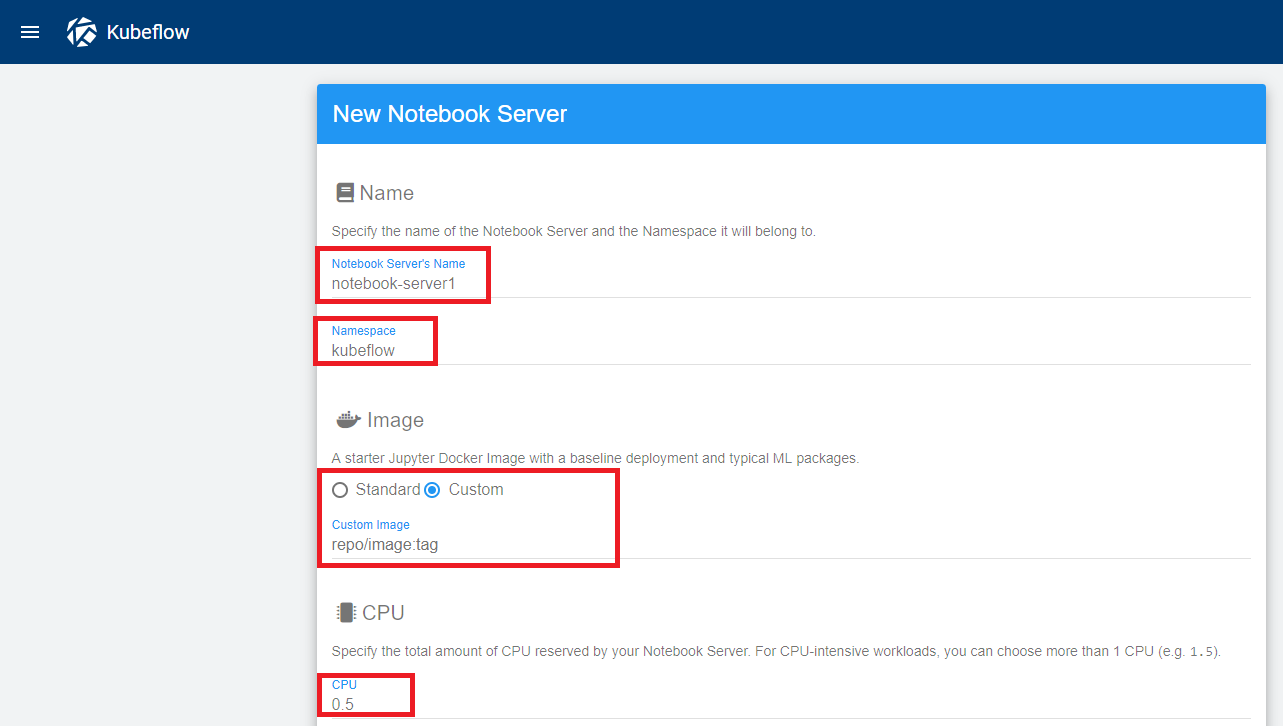 Kubeflow
New Notebook Server
Name
Specify the name of the Notebook Server and the Namespace it will belong to.
Notebook Server's Name
notebook-server1
Namespace
kubeflow
Image
A starter Jupyter Docker Image with a baseline deployment and typical ML packages.
Standard Custom
Custom Image
repo/image:tag
CPU
Specify the total amount of CPU reserved by your Notebook Server. For CPU-intensive workloads, you can choose more than 1 CPU (e.g. 1.5).
CPU
0.5